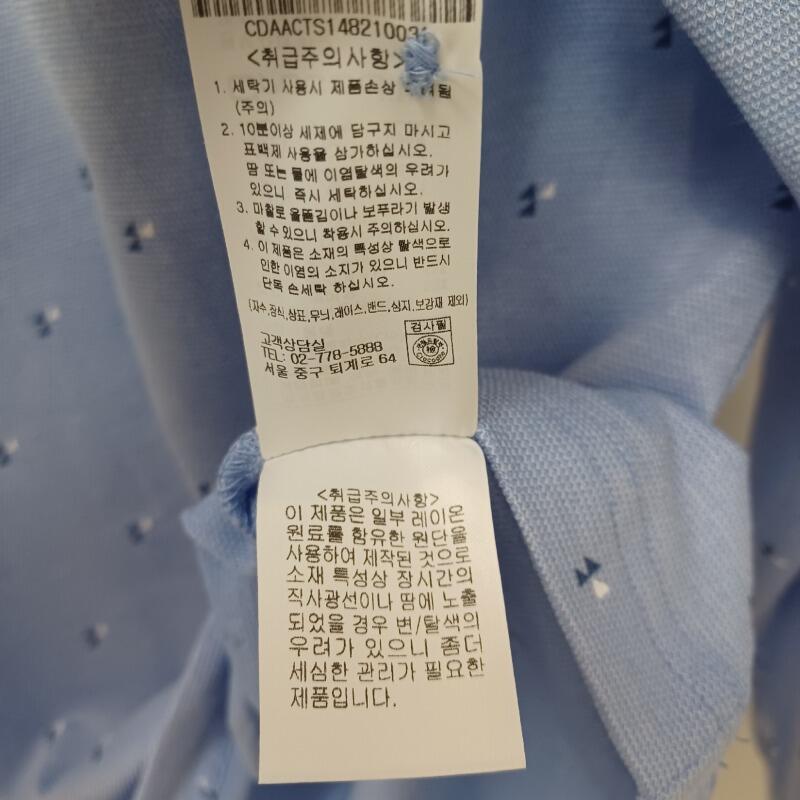 CDAACTS14821003
<취급주의사항>
1. 세탁기 사용시 제품손상
(주의)
2. 10분이상 세제에 담구지 마시고
표백제 사용을 삼가하십시오.
땀 또는 물에 이염탈색의 우려가
있으니 즉시 세탁하십시오.
3. 마찰로 올뜯김이나 보푸라기 발생
할 수 있으니 착용시 주의하십시오.
4. 이 제품은 소재의 특성상 탈색으로
인한 이염의 소지가 있으니 반드시
단독 손세탁 하십시오.
(자수,장식,상표,무늬,레이스,밴드,심지,보강재 제외)
검사필
고객상담실
TEL: 02-778-5888
서울 중구 퇴계로 64
<취급주의사항>
이 제품은 일부 레이온
원료를 함유한 원단을
사용하여 제작된 것으로
소재 특성상 장시간의
직사광선이나 땀에 노출
되었을 경우 변/탈색의
우려가 있으니 좀더
세심한 관리가 필요한
제품입니다.